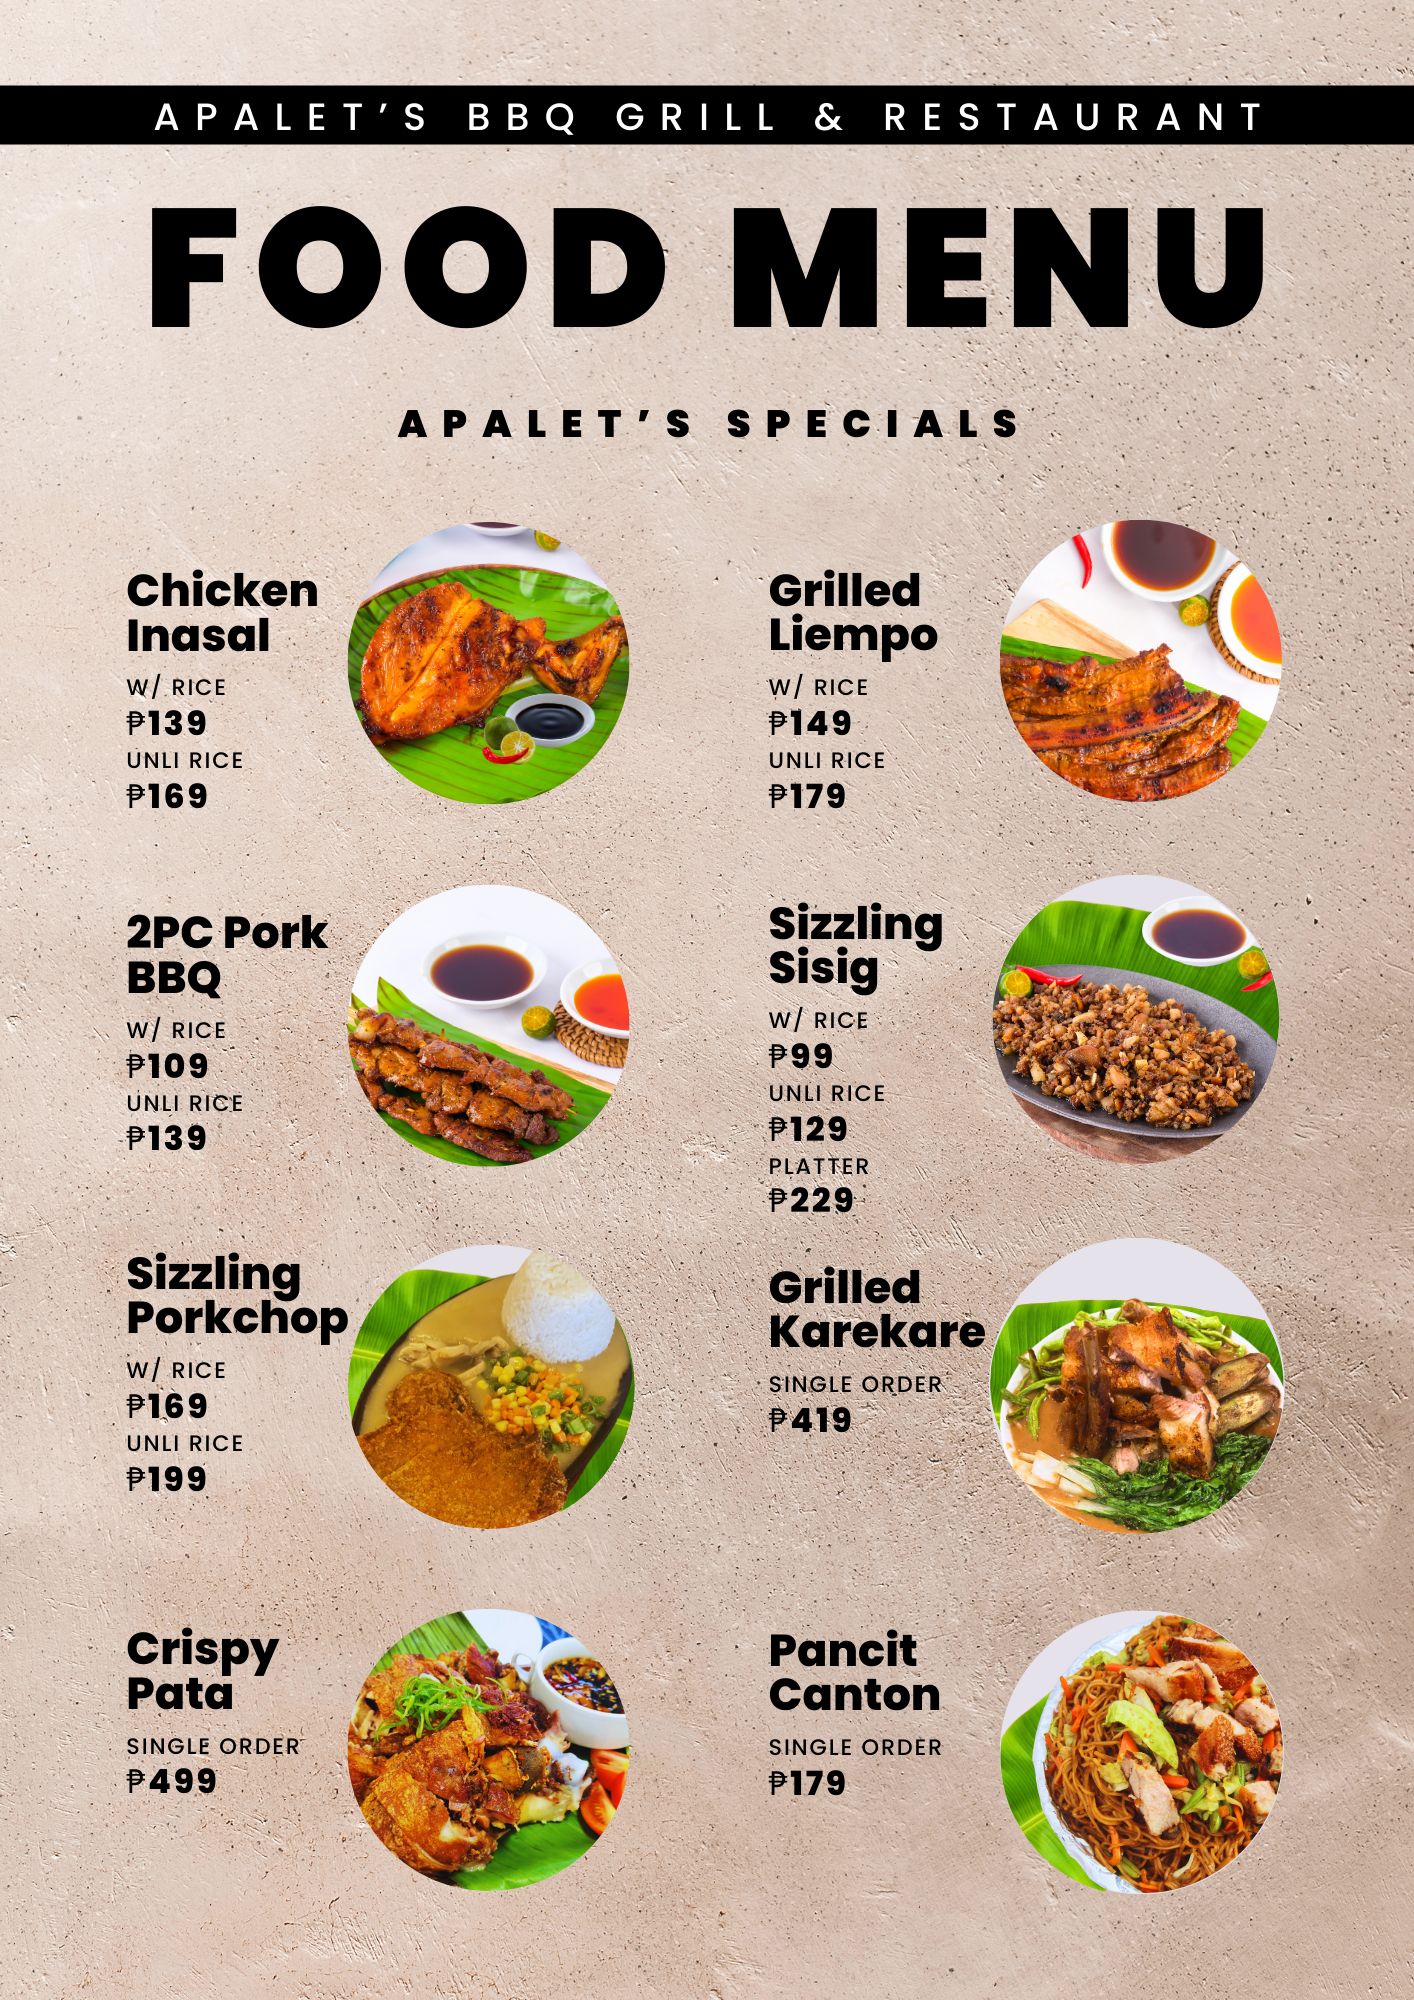 APALET’S BBQ GRILL & RESTAURANT
FOOD MENU
APALET’S SPECIALS
Chicken
Inasal
W/ RICE
₱139
UNLI RICE
₱169
Grilled
Liempo
W/ RICE
₱149
UNLI RICE
₱179
2PC Pork
BBQ
W/ RICE
₱109
UNLI RICE
₱139
Sizzling
Sisig
W/ RICE
₱99
UNLI RICE
₱129
PLATTER
₱229
Sizzling
Porkchop
W/ RICE
₱169
UNLI RICE
₱199
Grilled
Karekare
SINGLE ORDER
₱419
Crispy
Pata
SINGLE ORDER
₱499
Pancit
Canton
SINGLE ORDER
₱179